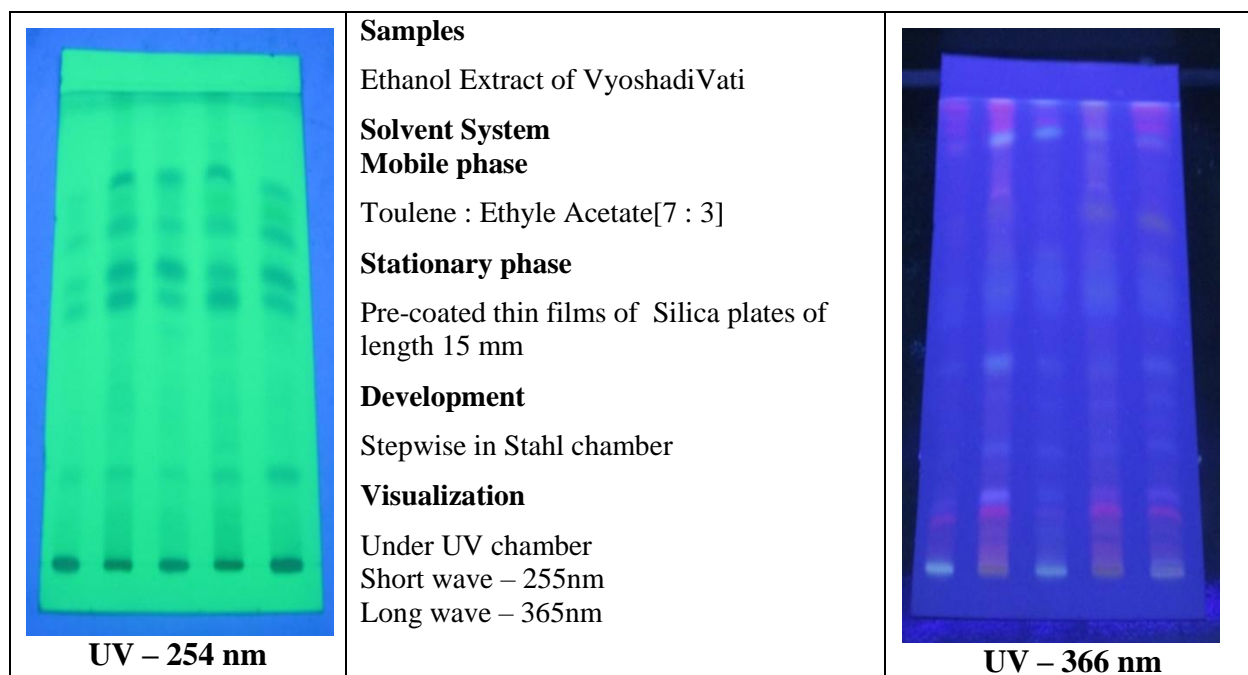 Samples
Ethanol Extract of VyoshadiVati
Solvent System
Mobile phase
Toulene : Ethyle Acetate[7 : 3]
Stationary phase
Pre-coated thin films of Silica plates of
length 15 mm
Development
Stepwise in Stahl chamber
Visualization
Under UV chamber
Short wave – 255nm
Long wave – 365nm
UV – 254 nm
UV – 366 nm